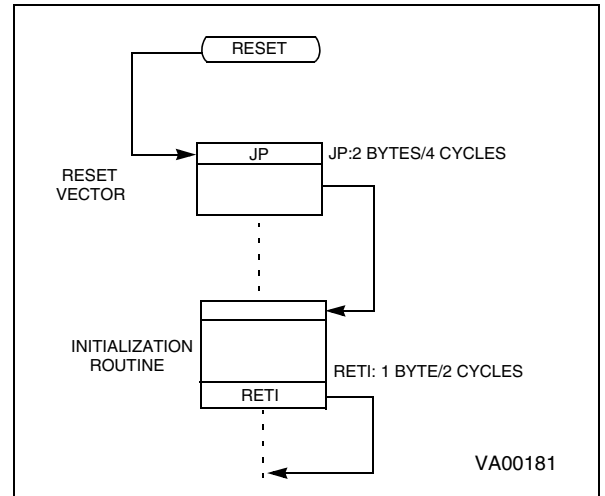 RESET
JP
JP:2 BYTES/4 CYCLES
RESET
VECTOR
INITIALIZATION
ROUTINE
RETI: 1 BYTE/2 CYCLES
RETI
VA00181